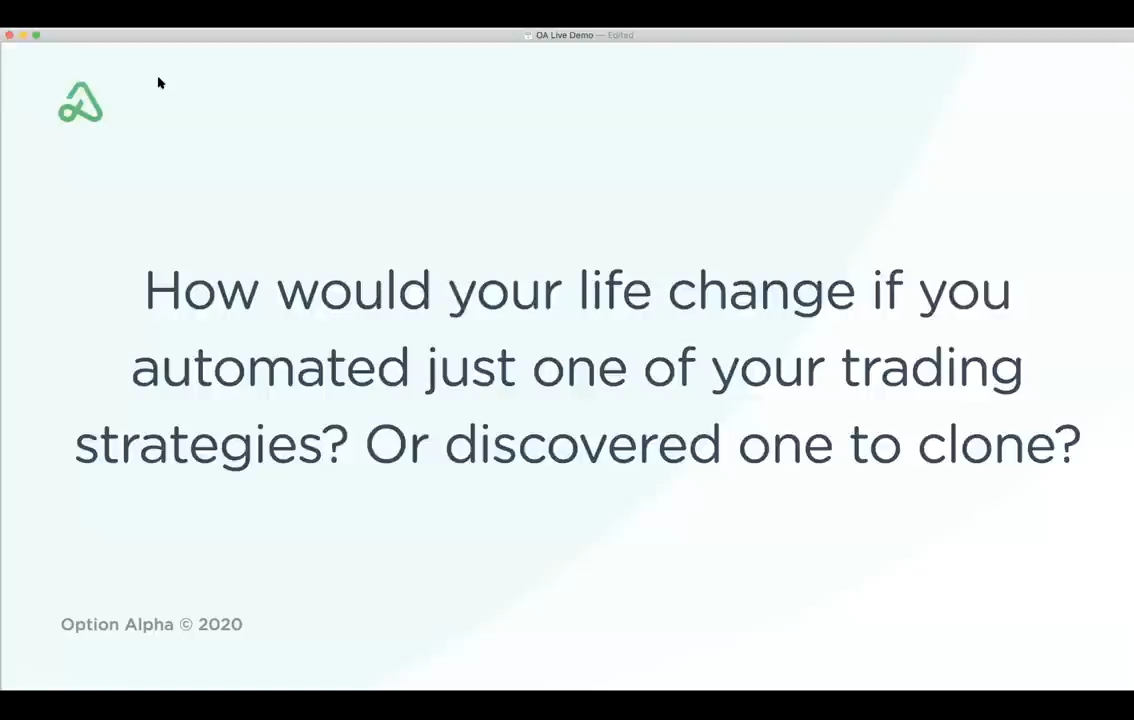 OA Live Demo — Edited
How would your life change if you
automated just one of your trading
strategies? Or discovered one to clone?
Option Alpha © 2020